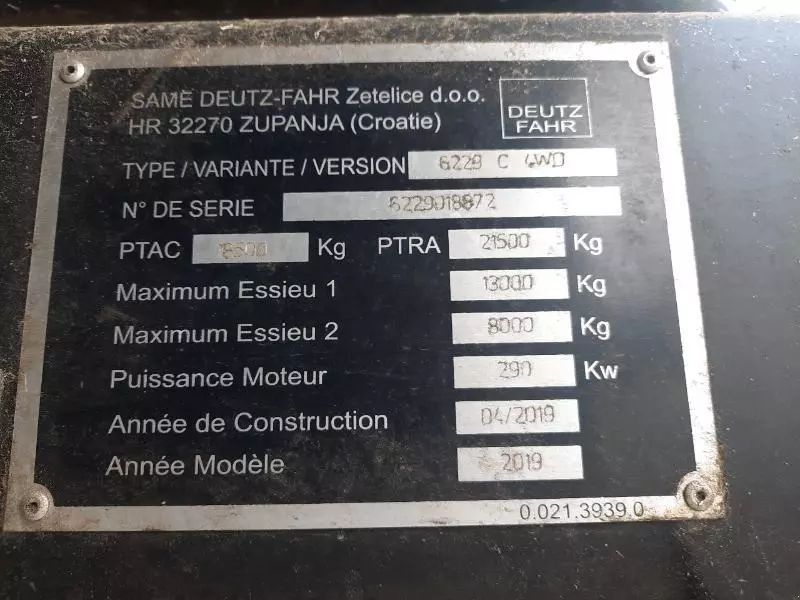 SAME DEUTZ-FAHR Zetelice d.o.o.
HR 32270 ZUPANJA (Croatie)
DEUTZ
FAHR
TYPE / VARIANTE / VERSION 6229 C 4WD
N° DE SERIE 6229018872
PTAC Kg PTRA 21500 Kg
Maximum Essieu 1 13000 Kg
Maximum Essieu 2 8000 Kg
Puissance Moteur 290 Kw
Année de Construction 04/2019
Année Modèle 2019
0.021.3939.0